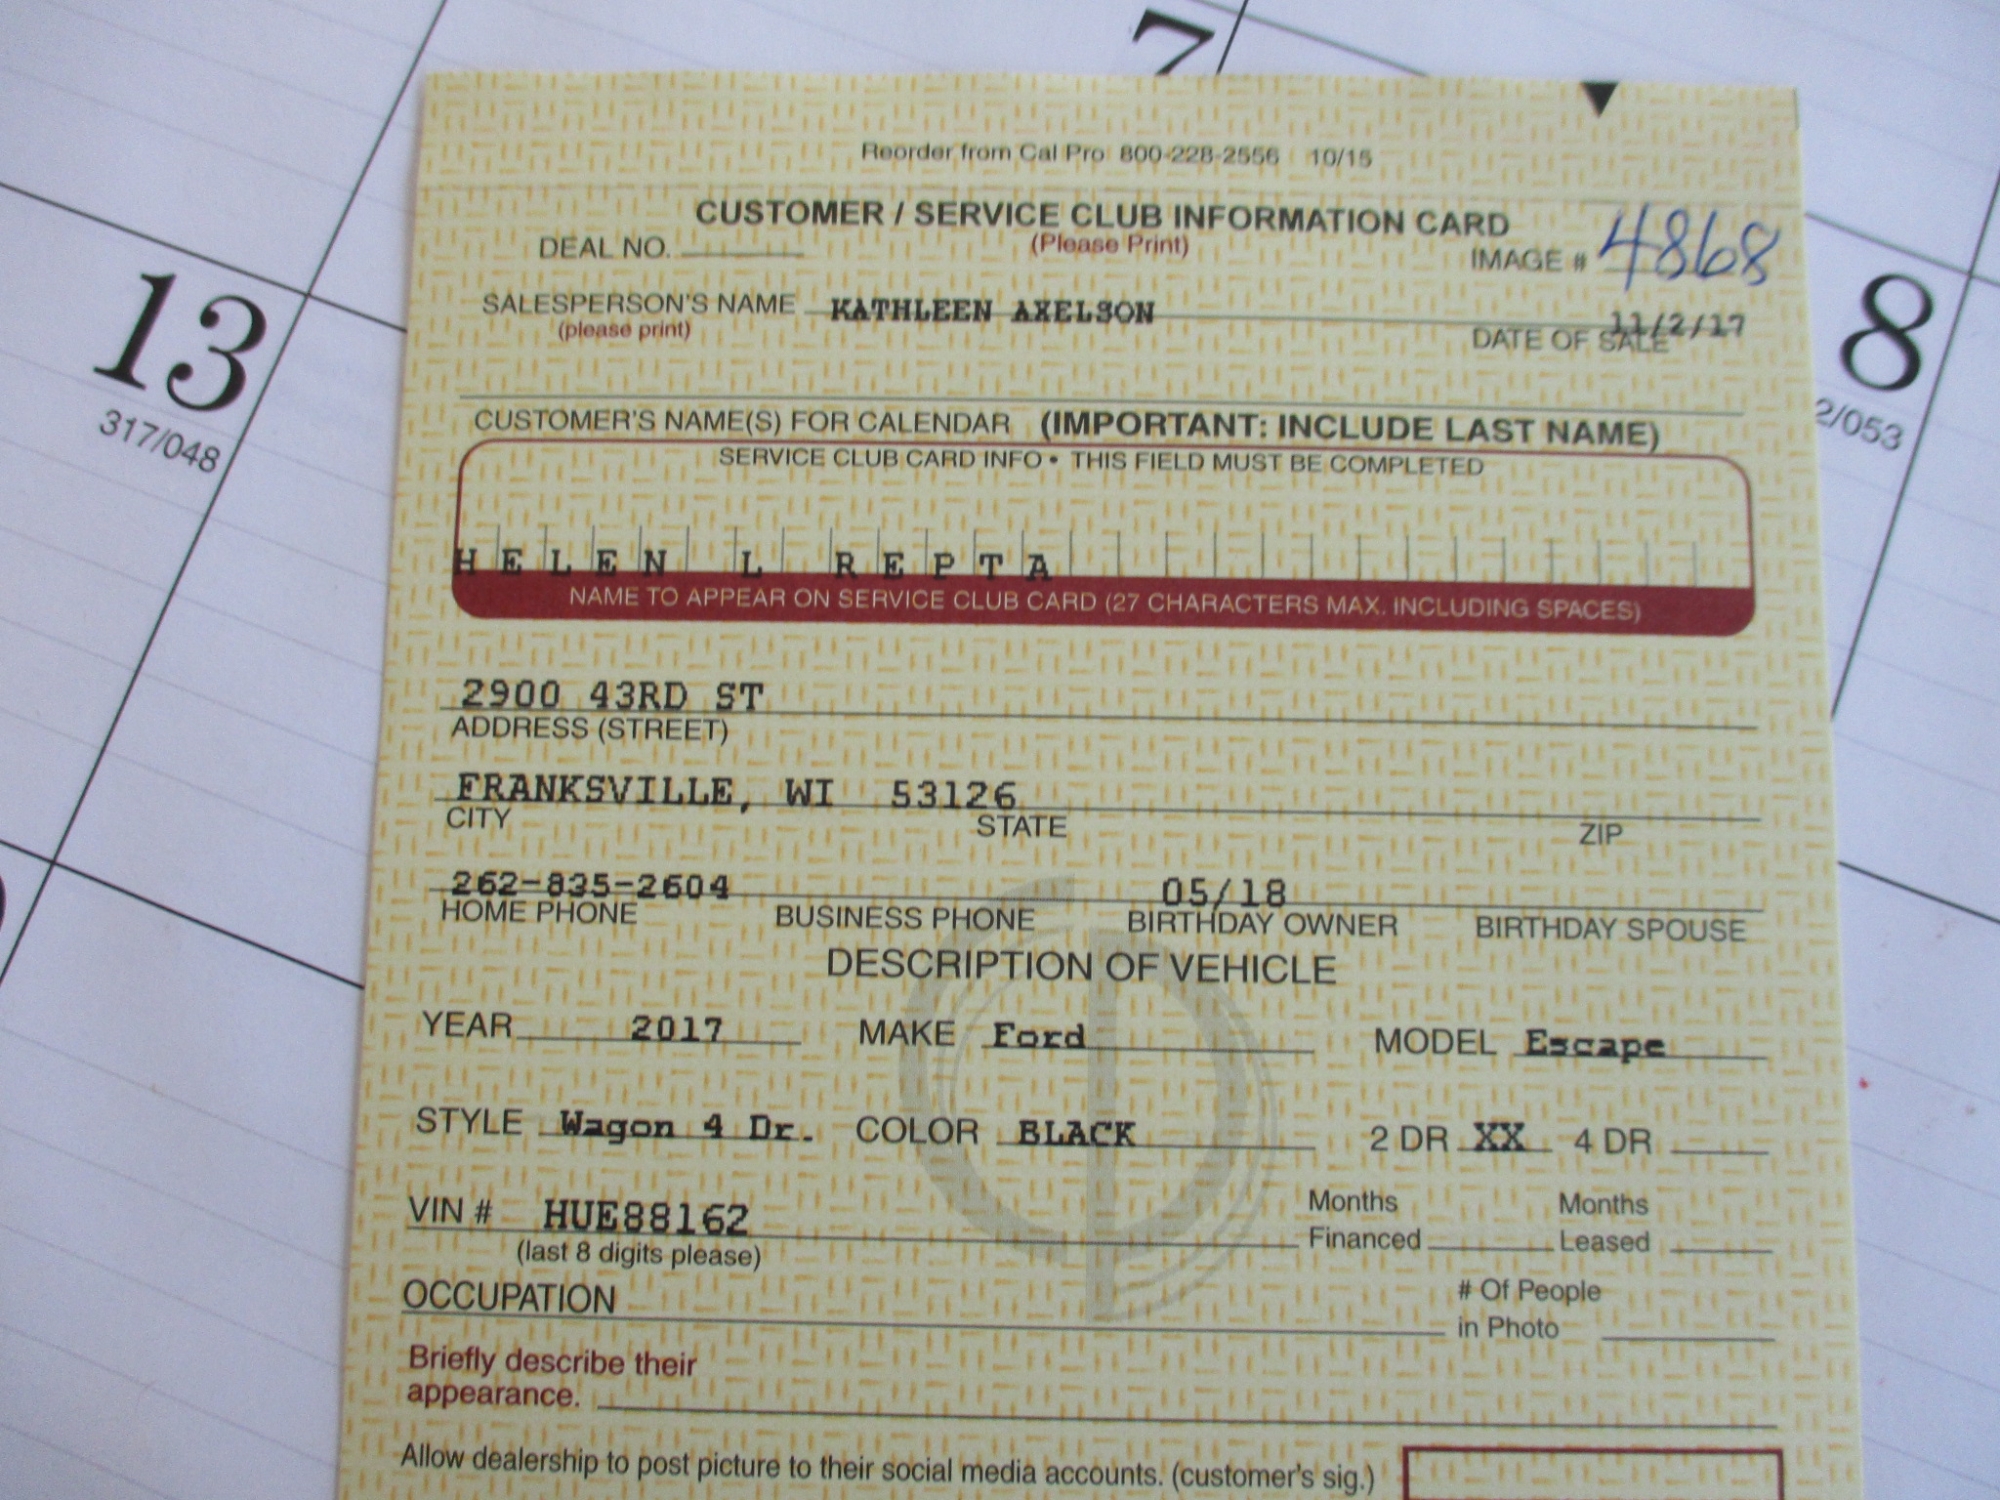 7
Reorder from Cal Pro 800-228-2556 10/15
CUSTOMER / SERVICE CLUB INFORMATION CARD
DEAL NO. (Please Print) IMAGE # 4868
SALESPERSON'S NAME KATHLEEN AXELSON
(please print) DATE OF SALE 11/2/17
13
317/048
8
2/053
CUSTOMER'S NAME(S) FOR CALENDAR (IMPORTANT: INCLUDE LAST NAME)
SERVICE CLUB CARD INFO • THIS FIELD MUST BE COMPLETED
HELEN L REPTA
NAME TO APPEAR ON SERVICE CLUB CARD (27 CHARACTERS MAX. INCLUDING SPACES)
2900 43RD ST
ADDRESS (STREET)
FRANKSVILLE, WI 53126
CITY STATE ZIP
262-835-2604 05/18
HOME PHONE BUSINESS PHONE BIRTHDAY OWNER BIRTHDAY SPOUSE
DESCRIPTION OF VEHICLE
YEAR 2017 MAKE Ford MODEL Escape
STYLE Wagon 4 Dr. COLOR BLACK 2 DR XX 4 DR
VIN # HUE88162 Months Financed Months Leased
(last 8 digits please)
OCCUPATION # Of People in Photo
Briefly describe their
appearance.
Allow dealership to post picture to their social media accounts. (customer's sig.)